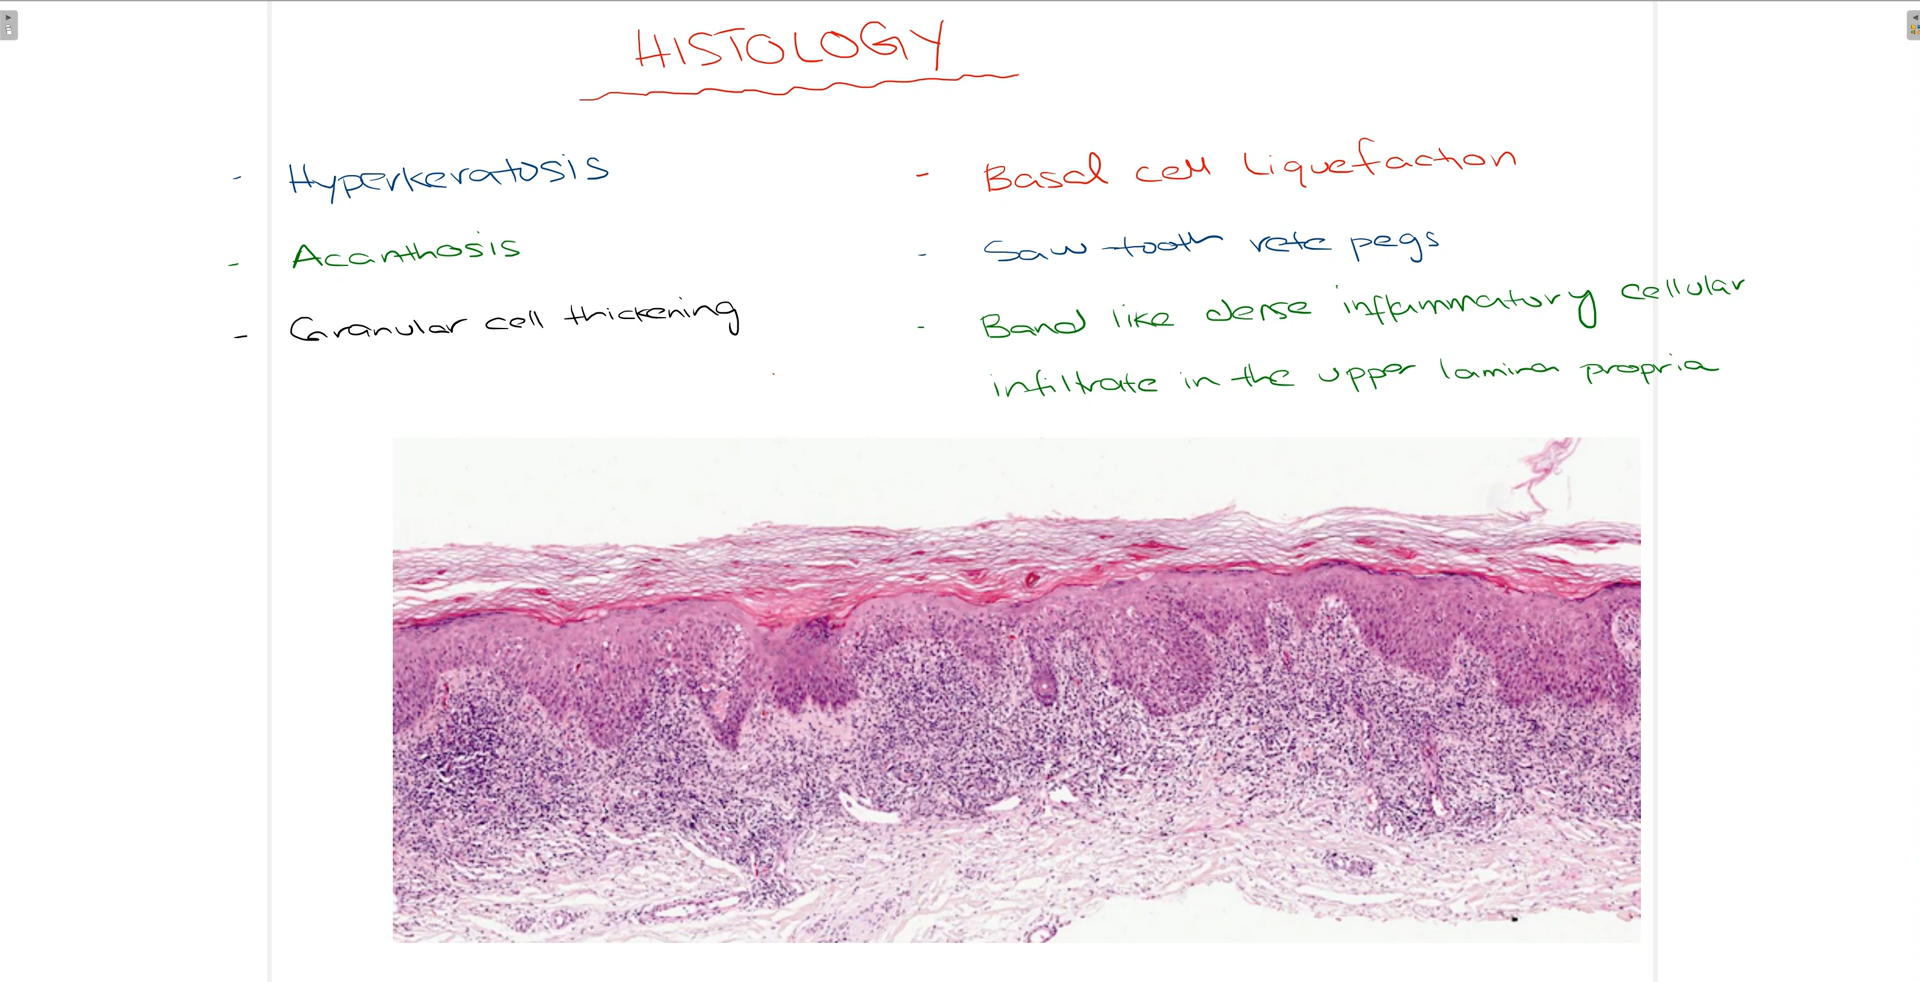 HISTOLOGY
- Hyperkeratosis
- Acanthosis
- Granular cell thickening
- Basal cell liquefaction
- Saw tooth rete pegs
- Band like dense inflammatory cellular
infiltrate in the upper lamina propria